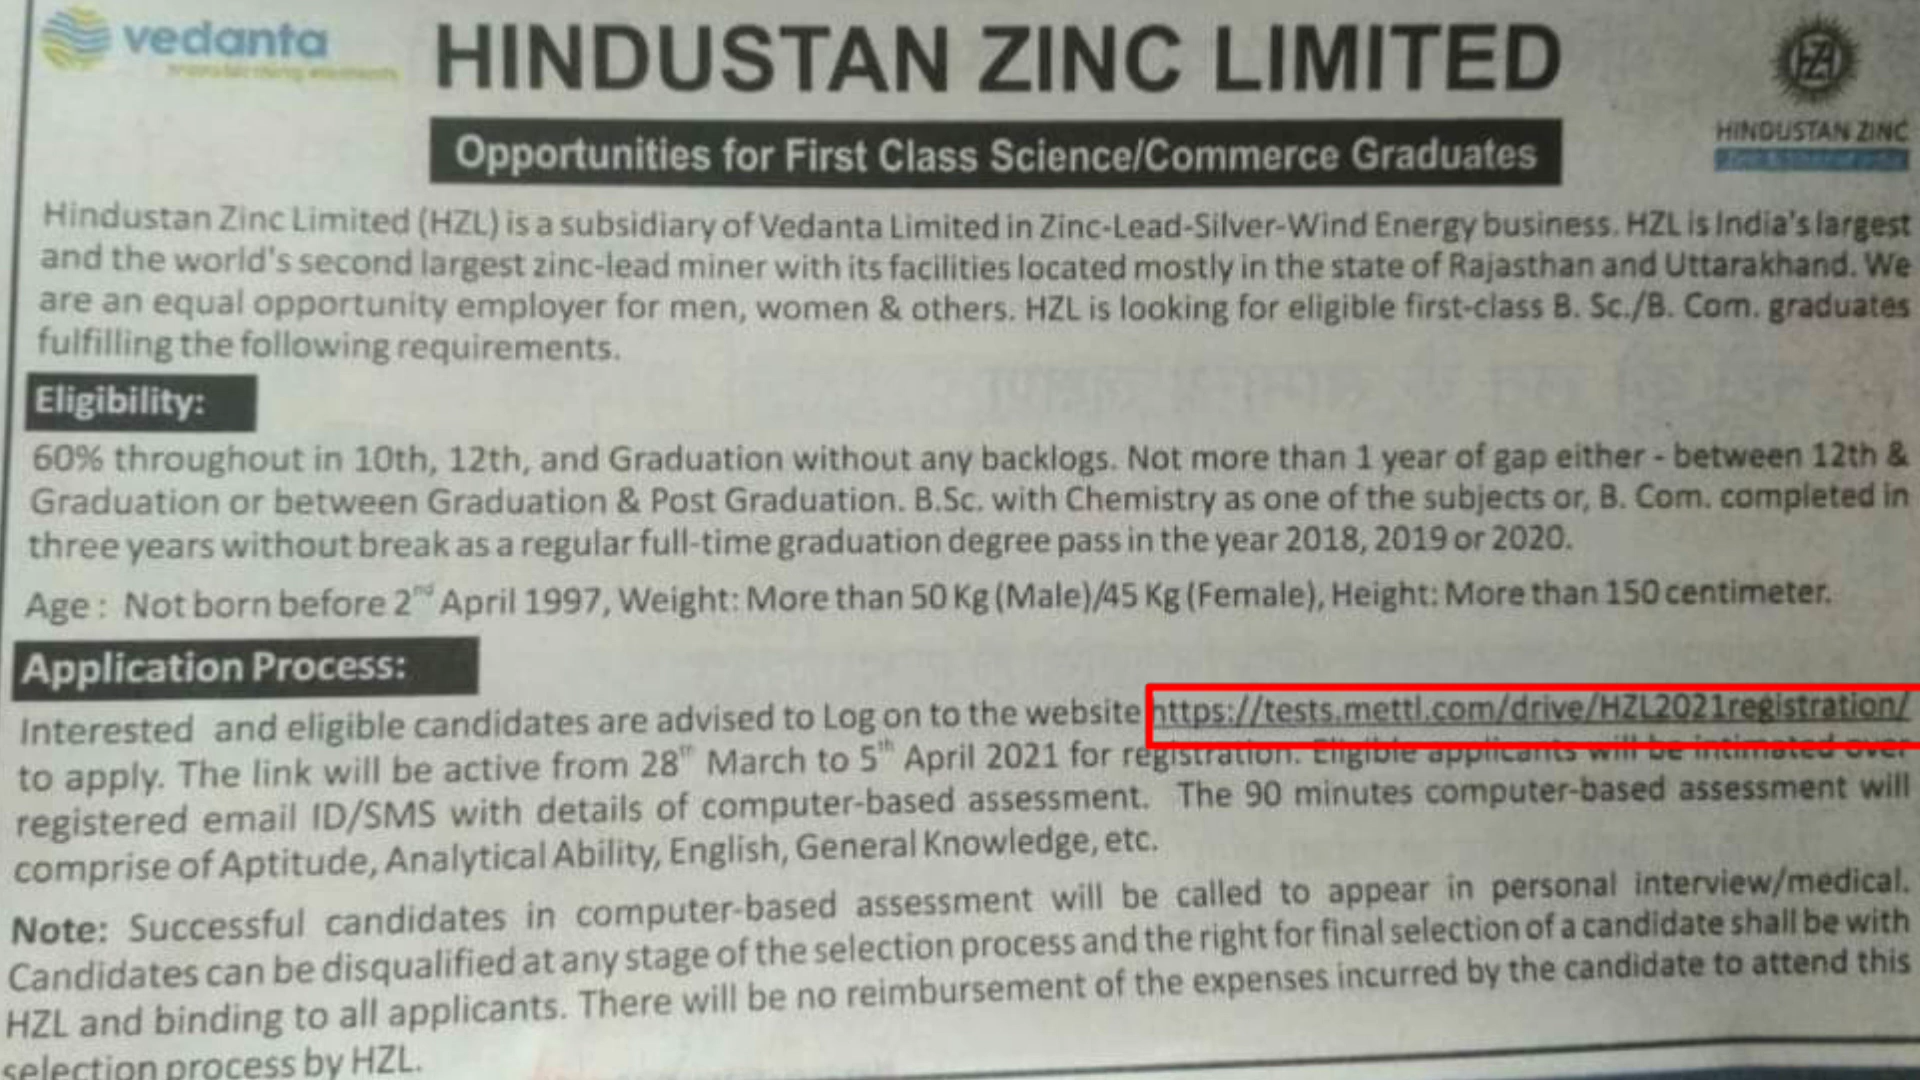 vedanta
HINDUSTAN ZINC LIMITED
HZL
HINDUSTAN ZINC
Opportunities for First Class Science/Commerce Graduates
Hindustan Zinc Limited (HZL) is a subsidiary of Vedanta Limited in Zinc-Lead-Silver-Wind Energy business. HZL is India's largest
and the world's second largest zinc-lead miner with its facilities located mostly in the state of Rajasthan and Uttarakhand. We
are an equal opportunity employer for men, women & others. HZL is looking for eligible first-class B. Sc./B. Com. graduates
fulfilling the following requirements.
Eligibility:
60% throughout in 10th, 12th, and Graduation without any backlogs. Not more than 1 year of gap either - between 12th &
Graduation or between Graduation & Post Graduation. B.Sc. with Chemistry as one of the subjects or, B. Com. completed in
three years without break as a regular full-time graduation degree pass in the year 2018, 2019 or 2020.
Age : Not born before 2nd April 1997, Weight: More than 50 Kg (Male)/45 Kg (Female), Height: More than 150 centimeter.
Application Process:
Interested and eligible candidates are advised to Log on to the website https://tests.mettl.com/drive/HZL2021registration/
to apply. The link will be active from 28th March to 5th April 2021 for registration. Eligible applicants will be intimated over
registered email ID/SMS with details of computer-based assessment. The 90 minutes computer-based assessment will
comprise of Aptitude, Analytical Ability, English, General Knowledge, etc.
Note: Successful candidates in computer-based assessment will be called to appear in personal interview/medical.
Candidates can be disqualified at any stage of the selection process and the right for final selection of a candidate shall be with
HZL and binding to all applicants. There will be no reimbursement of the expenses incurred by the candidate to attend this
selection process by HZL.